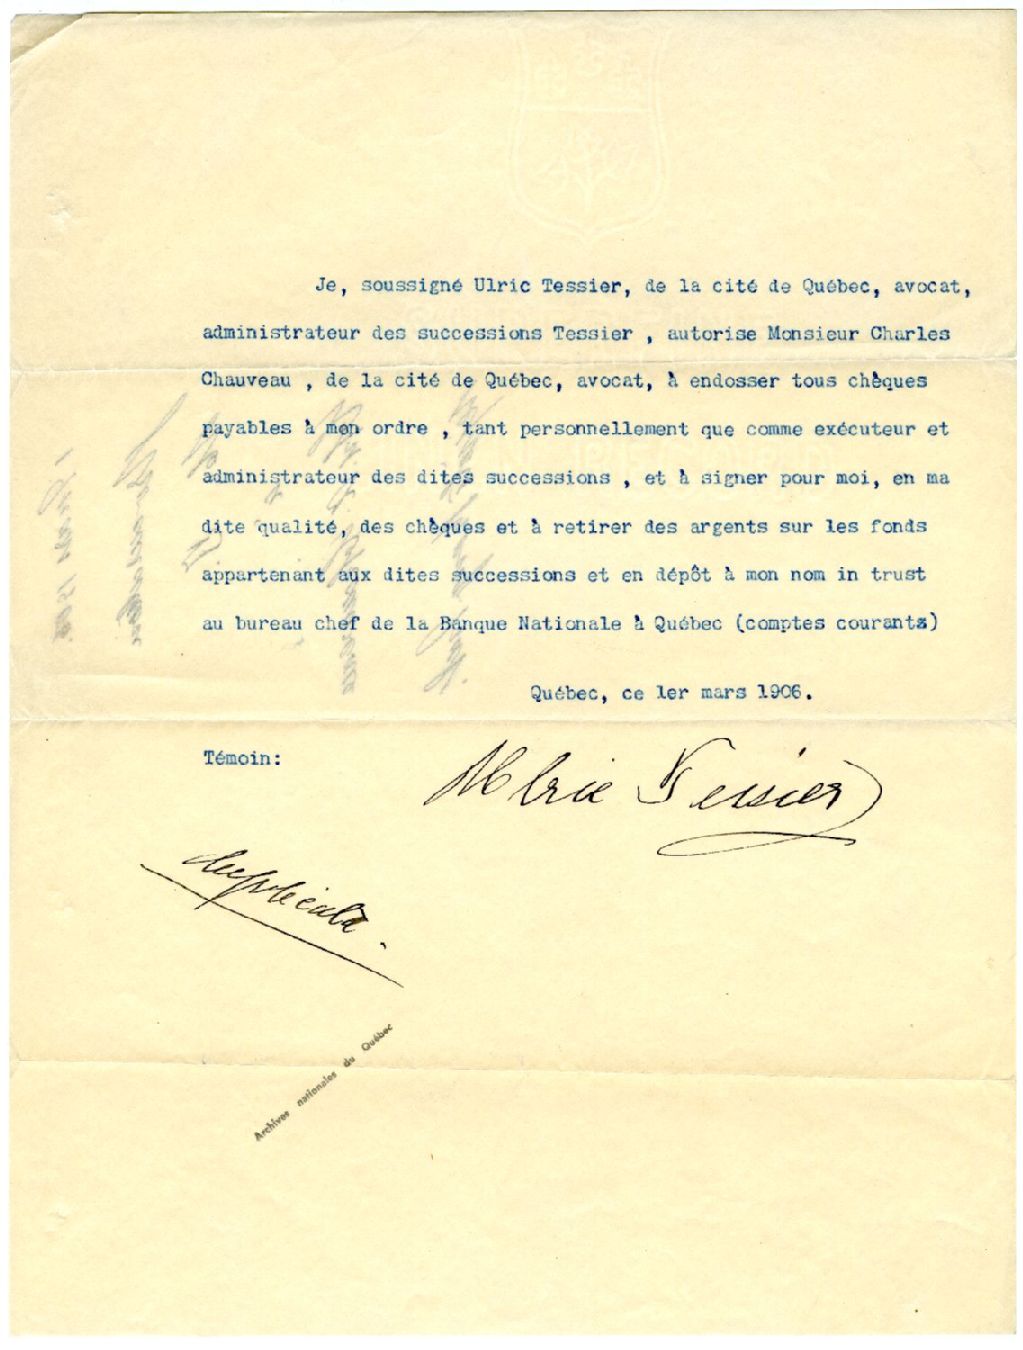 Je, soussigné Ulric Tessier, de la cité de Québec, avocat,
administrateur des successions Tessier , autorise Monsieur Charles
Chauveau , de la cité de Québec, avocat, à endosser tous chèques
payables à mon ordre , tant personnellement que comme exécuteur et
administrateur des dites successions , et à signer pour moi, en ma
dite qualité, des chèques et à retirer des argents sur les fonds
appartenant aux dites successions et en dépôt à mon nom in trust
au bureau chef de la Banque Nationale à Québec (comptes courants)
Québec, ce 1er mars 1906.
Témoin:
Ulric Tessier
duplicata.
Archives nationales du Québec